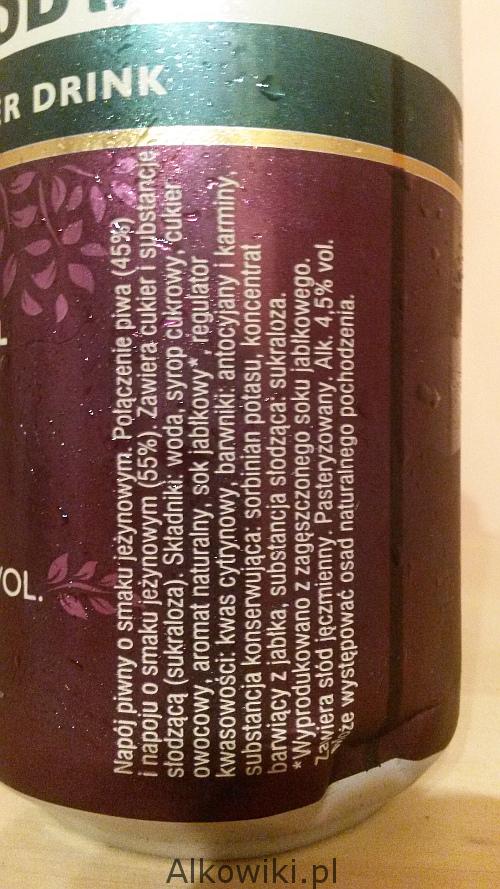 ER DRINK
VOL.
Napój piwny o smaku jeżynowym. Połączenie piwa (45%)
i napoju o smaku jeżynowym (55%). Zawiera cukier i substancję
słodzącą (sukraloza). Składniki: woda, syrop cukrowy, cukier
owocowy, aromat naturalny, sok jabłkowy*, regulator
kwasowości: kwas cytrynowy, barwniki: antocyjany i karminy,
substancja konserwująca: sorbinian potasu, koncentrat
barwiący z jabłka, substancja słodząca: sukraloza.
*Wyprodukowano z zagęszczonego soku jabłkowego.
Zawiera słód jęczmienny. Pasteryzowany. Alk. 4,5% vol.
Może występować osad naturalnego pochodzenia.
Alkowiki.pl